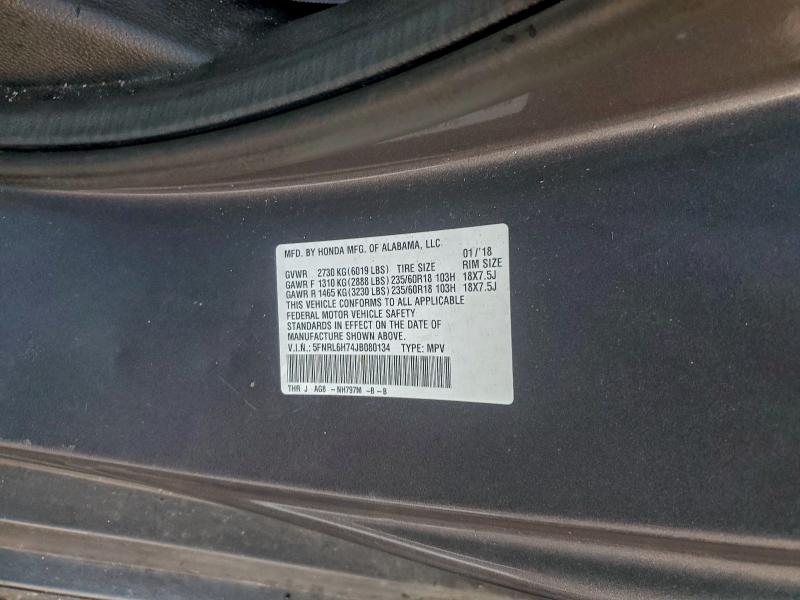 MFD. BY HONDA MFG. OF ALABAMA, LLC 01/'18
GVWR 2730 KG(6019 LBS) TIRE SIZE RIM SIZE
GAWR F 1310 KG(2888 LBS)235/60R18 103H 18X7.5J
GAWR R 1465 KG(3230 LBS)235/60R18 103H 18X7.5J
THIS VEHICLE CONFORMS TO ALL APPLICABLE
FEDERAL MOTOR VEHICLE SAFETY
STANDARDS IN EFFECT ON THE DATE OF
MANUFACTURE SHOWN ABOVE.
V.I.N.: 5FNRL6H74JB080134 TYPE: MPV
THR J AG8 -NH797M -B -B